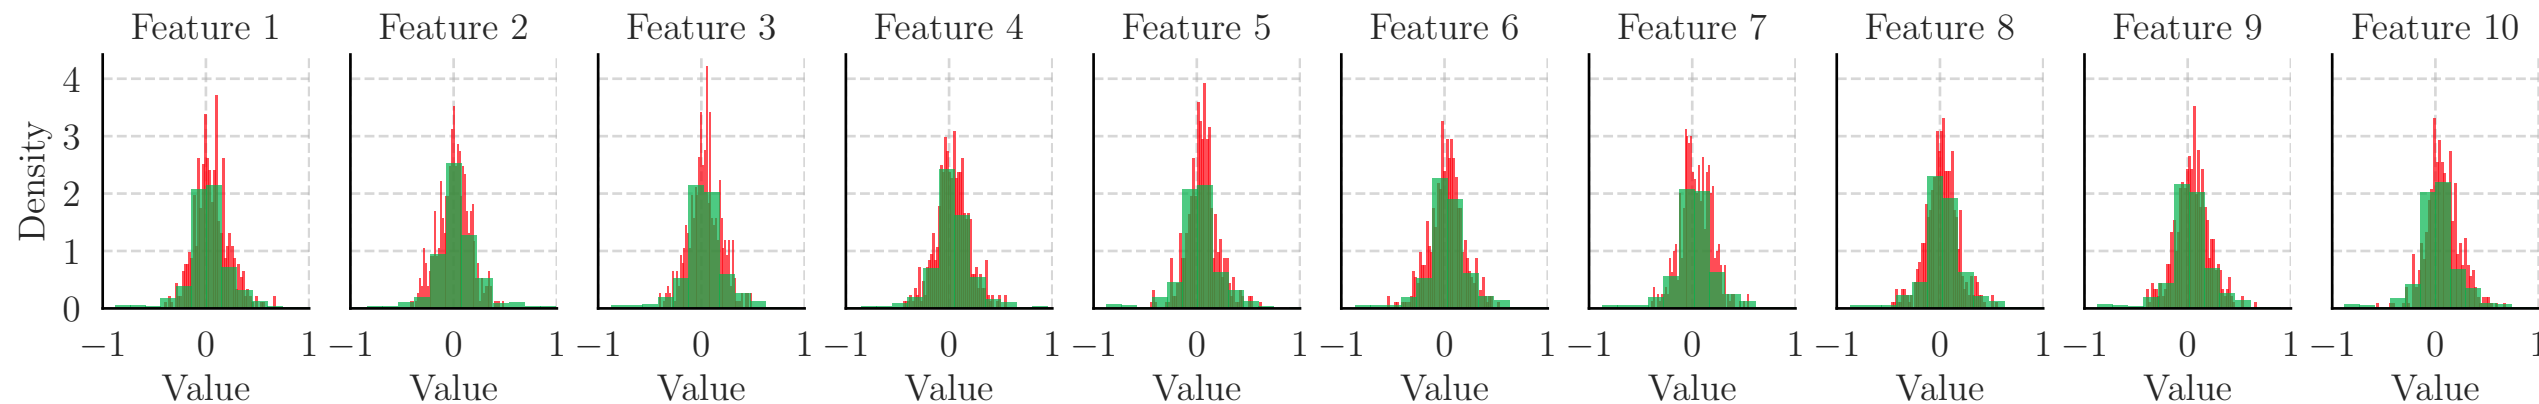 Feature 1 Feature 2 Feature 3 Feature 4 Feature 5 Feature 6 Feature 7 Feature 8 Feature 9 Feature 10
4
3
2
1
0
Density
−1 0 1 −1 0 1 −1 0 1 −1 0 1 −1 0 1 −1 0 1 −1 0 1 −1 0 1 −1 0 1 −1 0 1
Value Value Value Value Value Value Value Value Value Value